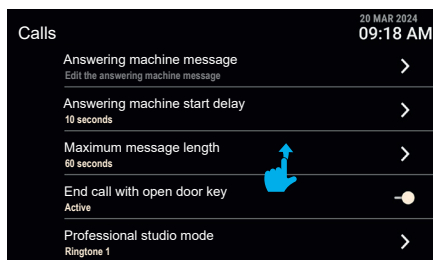 20 MAR 2024
Calls 09:18 AM
Answering machine message
Edit the answering machine message
Answering machine start delay
10 seconds
Maximum message length
60 seconds
End call with open door key
Active
Professional studio mode
Ringtone 1